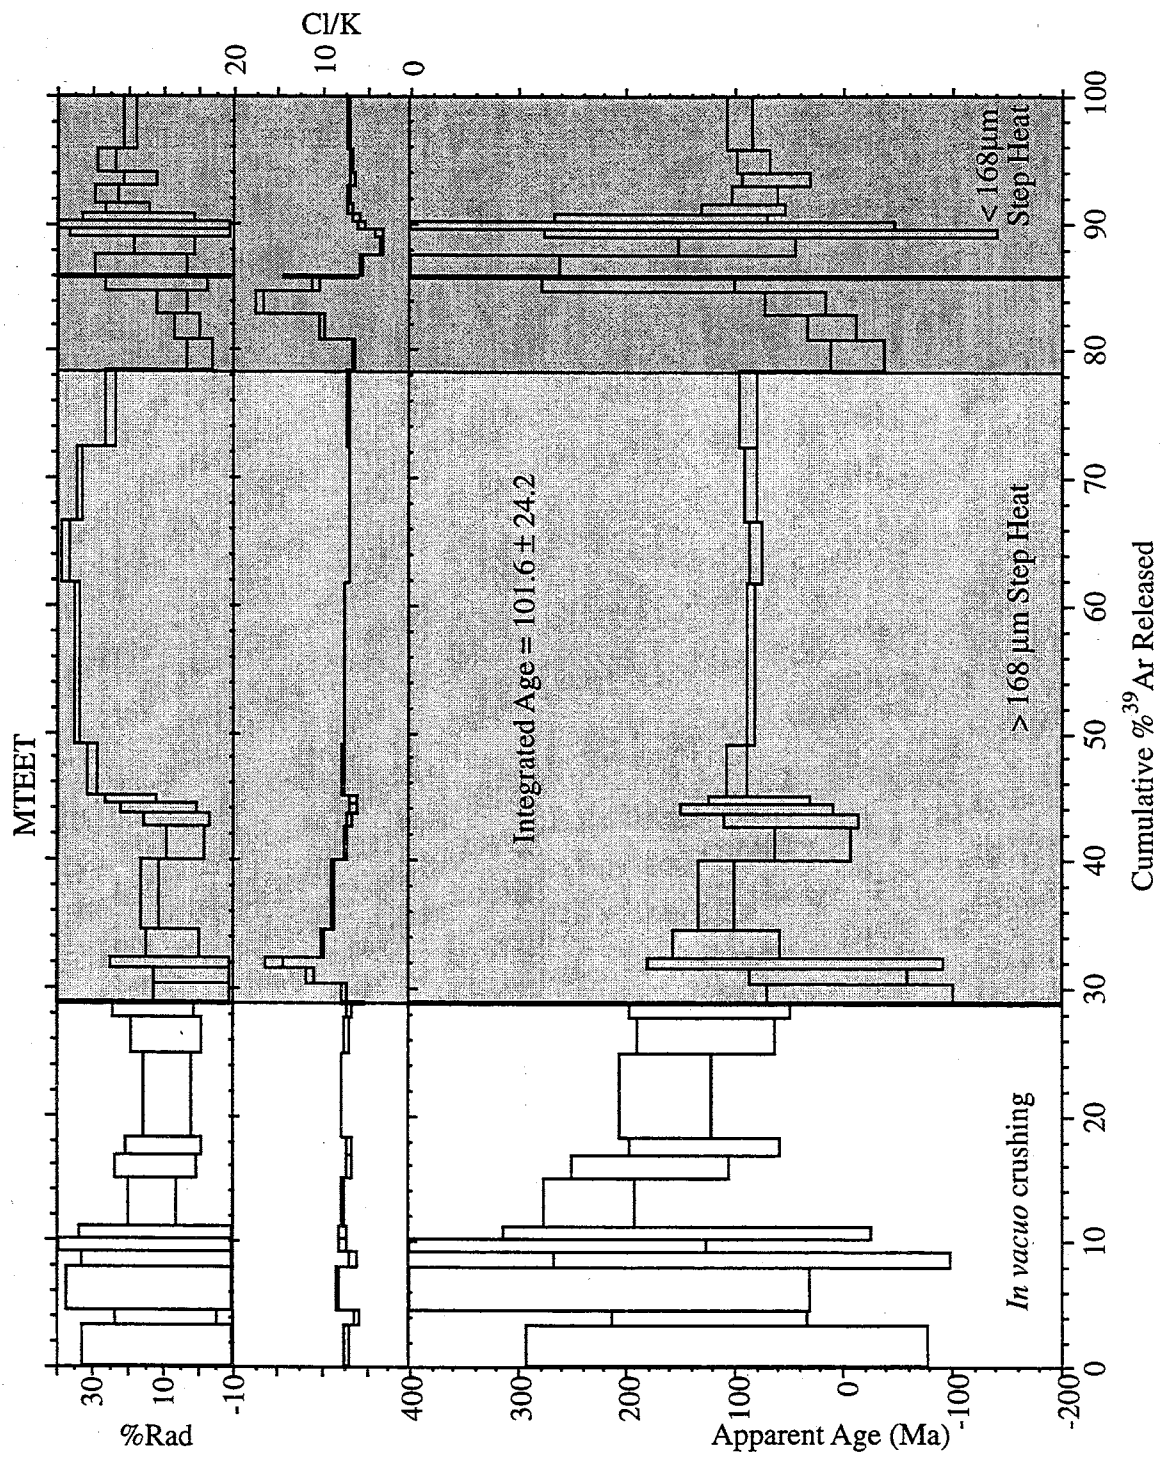 MTEET
%Rad
30
10
-10
Cl/K
20
10
0
Apparent Age (Ma)
400
300
200
100
0
-100
-200
Integrated Age = 101.6 ± 24.2
In vacuo crushing
> 168 µm Step Heat
< 168µm
Step Heat
0
10
20
30
40
50
60
70
80
90
100
Cumulative %³⁹Ar Released